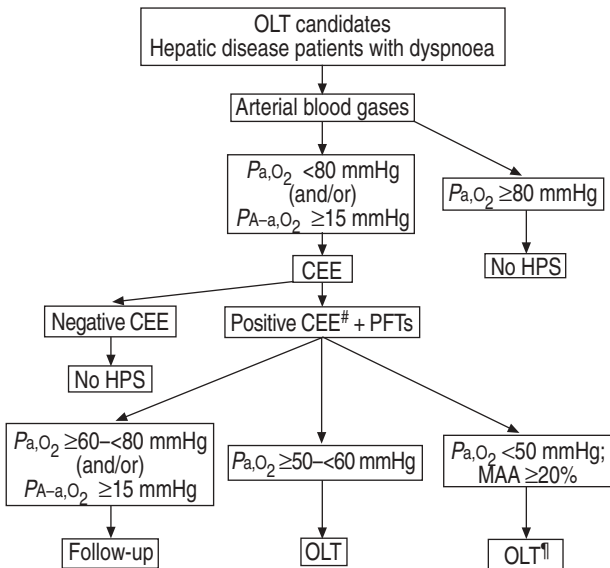 OLT candidates
Hepatic disease patients with dyspnoea
Arterial blood gases
Pa,O2 <80 mmHg
(and/or)
PA–a,O2 ≥15 mmHg
Pa,O2 ≥80 mmHg
CEE
No HPS
Negative CEE
Positive CEE# + PFTs
No HPS
Pa,O2 ≥60–<80 mmHg
(and/or)
PA–a,O2 ≥15 mmHg
Pa,O2 ≥50–<60 mmHg
Pa,O2 <50 mmHg;
MAA ≥20%
Follow-up
OLT
OLT¶